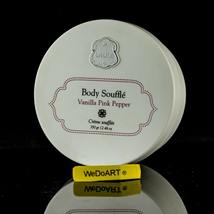 Body Soufflé
Vanilla Pink Pepper
Crème soufflée
WeDoART®